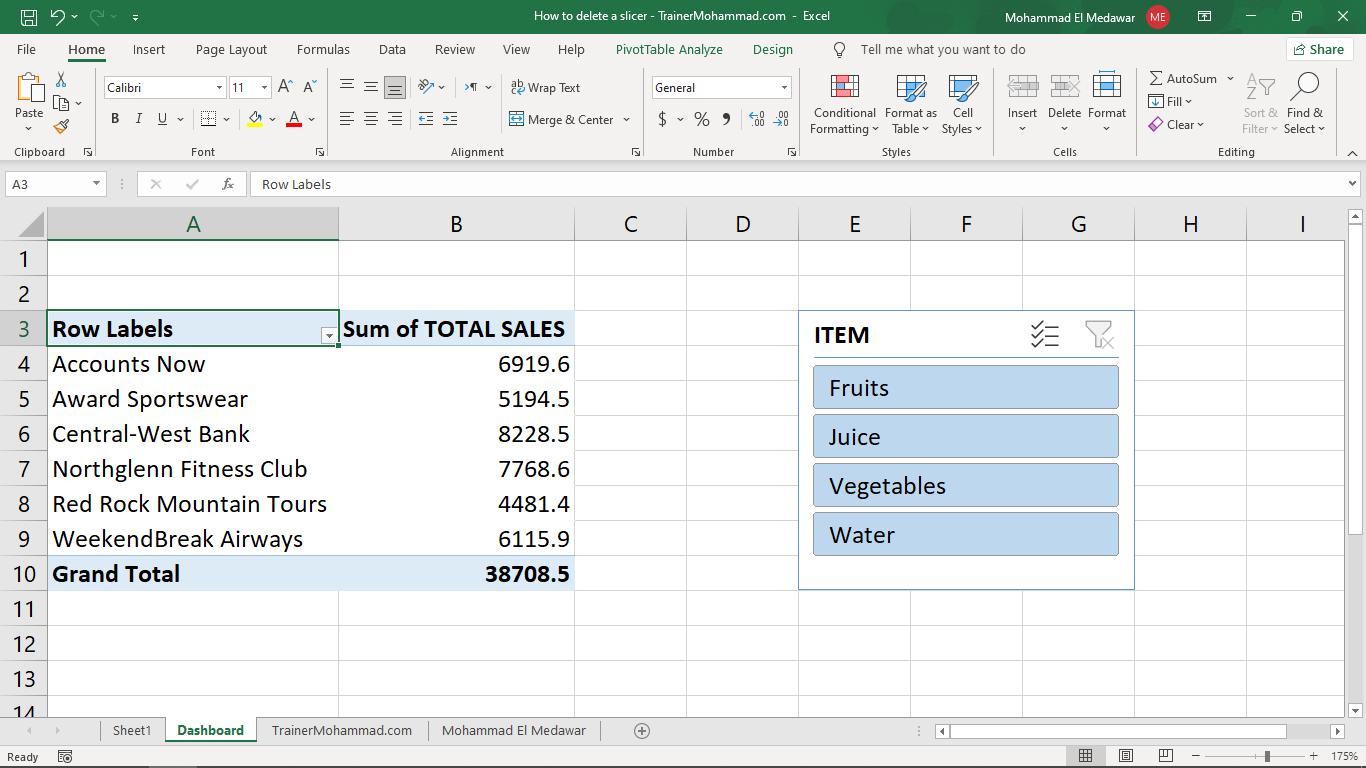 How to delete a slicer - TrainerMohammad.com - Excel
Mohammad El Medawar ME
File Home Insert Page Layout Formulas Data Review View Help PivotTable Analyze Design Tell me what you want to do Share
Paste
Clipboard
Calibri 11
B I U A
Font
ab Wrap Text
Merge & Center
Alignment
General
$ % 9
Number
Conditional Formatting
Format as Table
Cell Styles
Styles
Insert Delete Format
Cells
AutoSum
Fill
Clear
Sort & Filter
Find & Select
Editing
A3 fx Row Labels
A B C D E F G H I
1
2
3 Row Labels Sum of TOTAL SALES
4 Accounts Now 6919.6
5 Award Sportswear 5194.5
6 Central-West Bank 8228.5
7 Northglenn Fitness Club 7768.6
8 Red Rock Mountain Tours 4481.4
9 WeekendBreak Airways 6115.9
10 Grand Total 38708.5
11
12
13
14
ITEM
Fruits
Juice
Vegetables
Water
Sheet1 Dashboard TrainerMohammad.com Mohammad El Medawar
Ready 175%